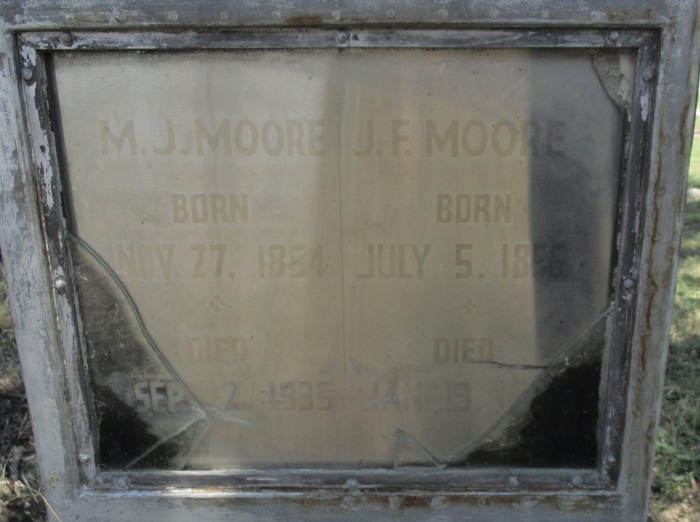 M. J. MOORE
BORN
NOV. 27, 1854
DIED
1935
J. F. MOORE
BORN
JULY 5,
DIED
JAN. 13